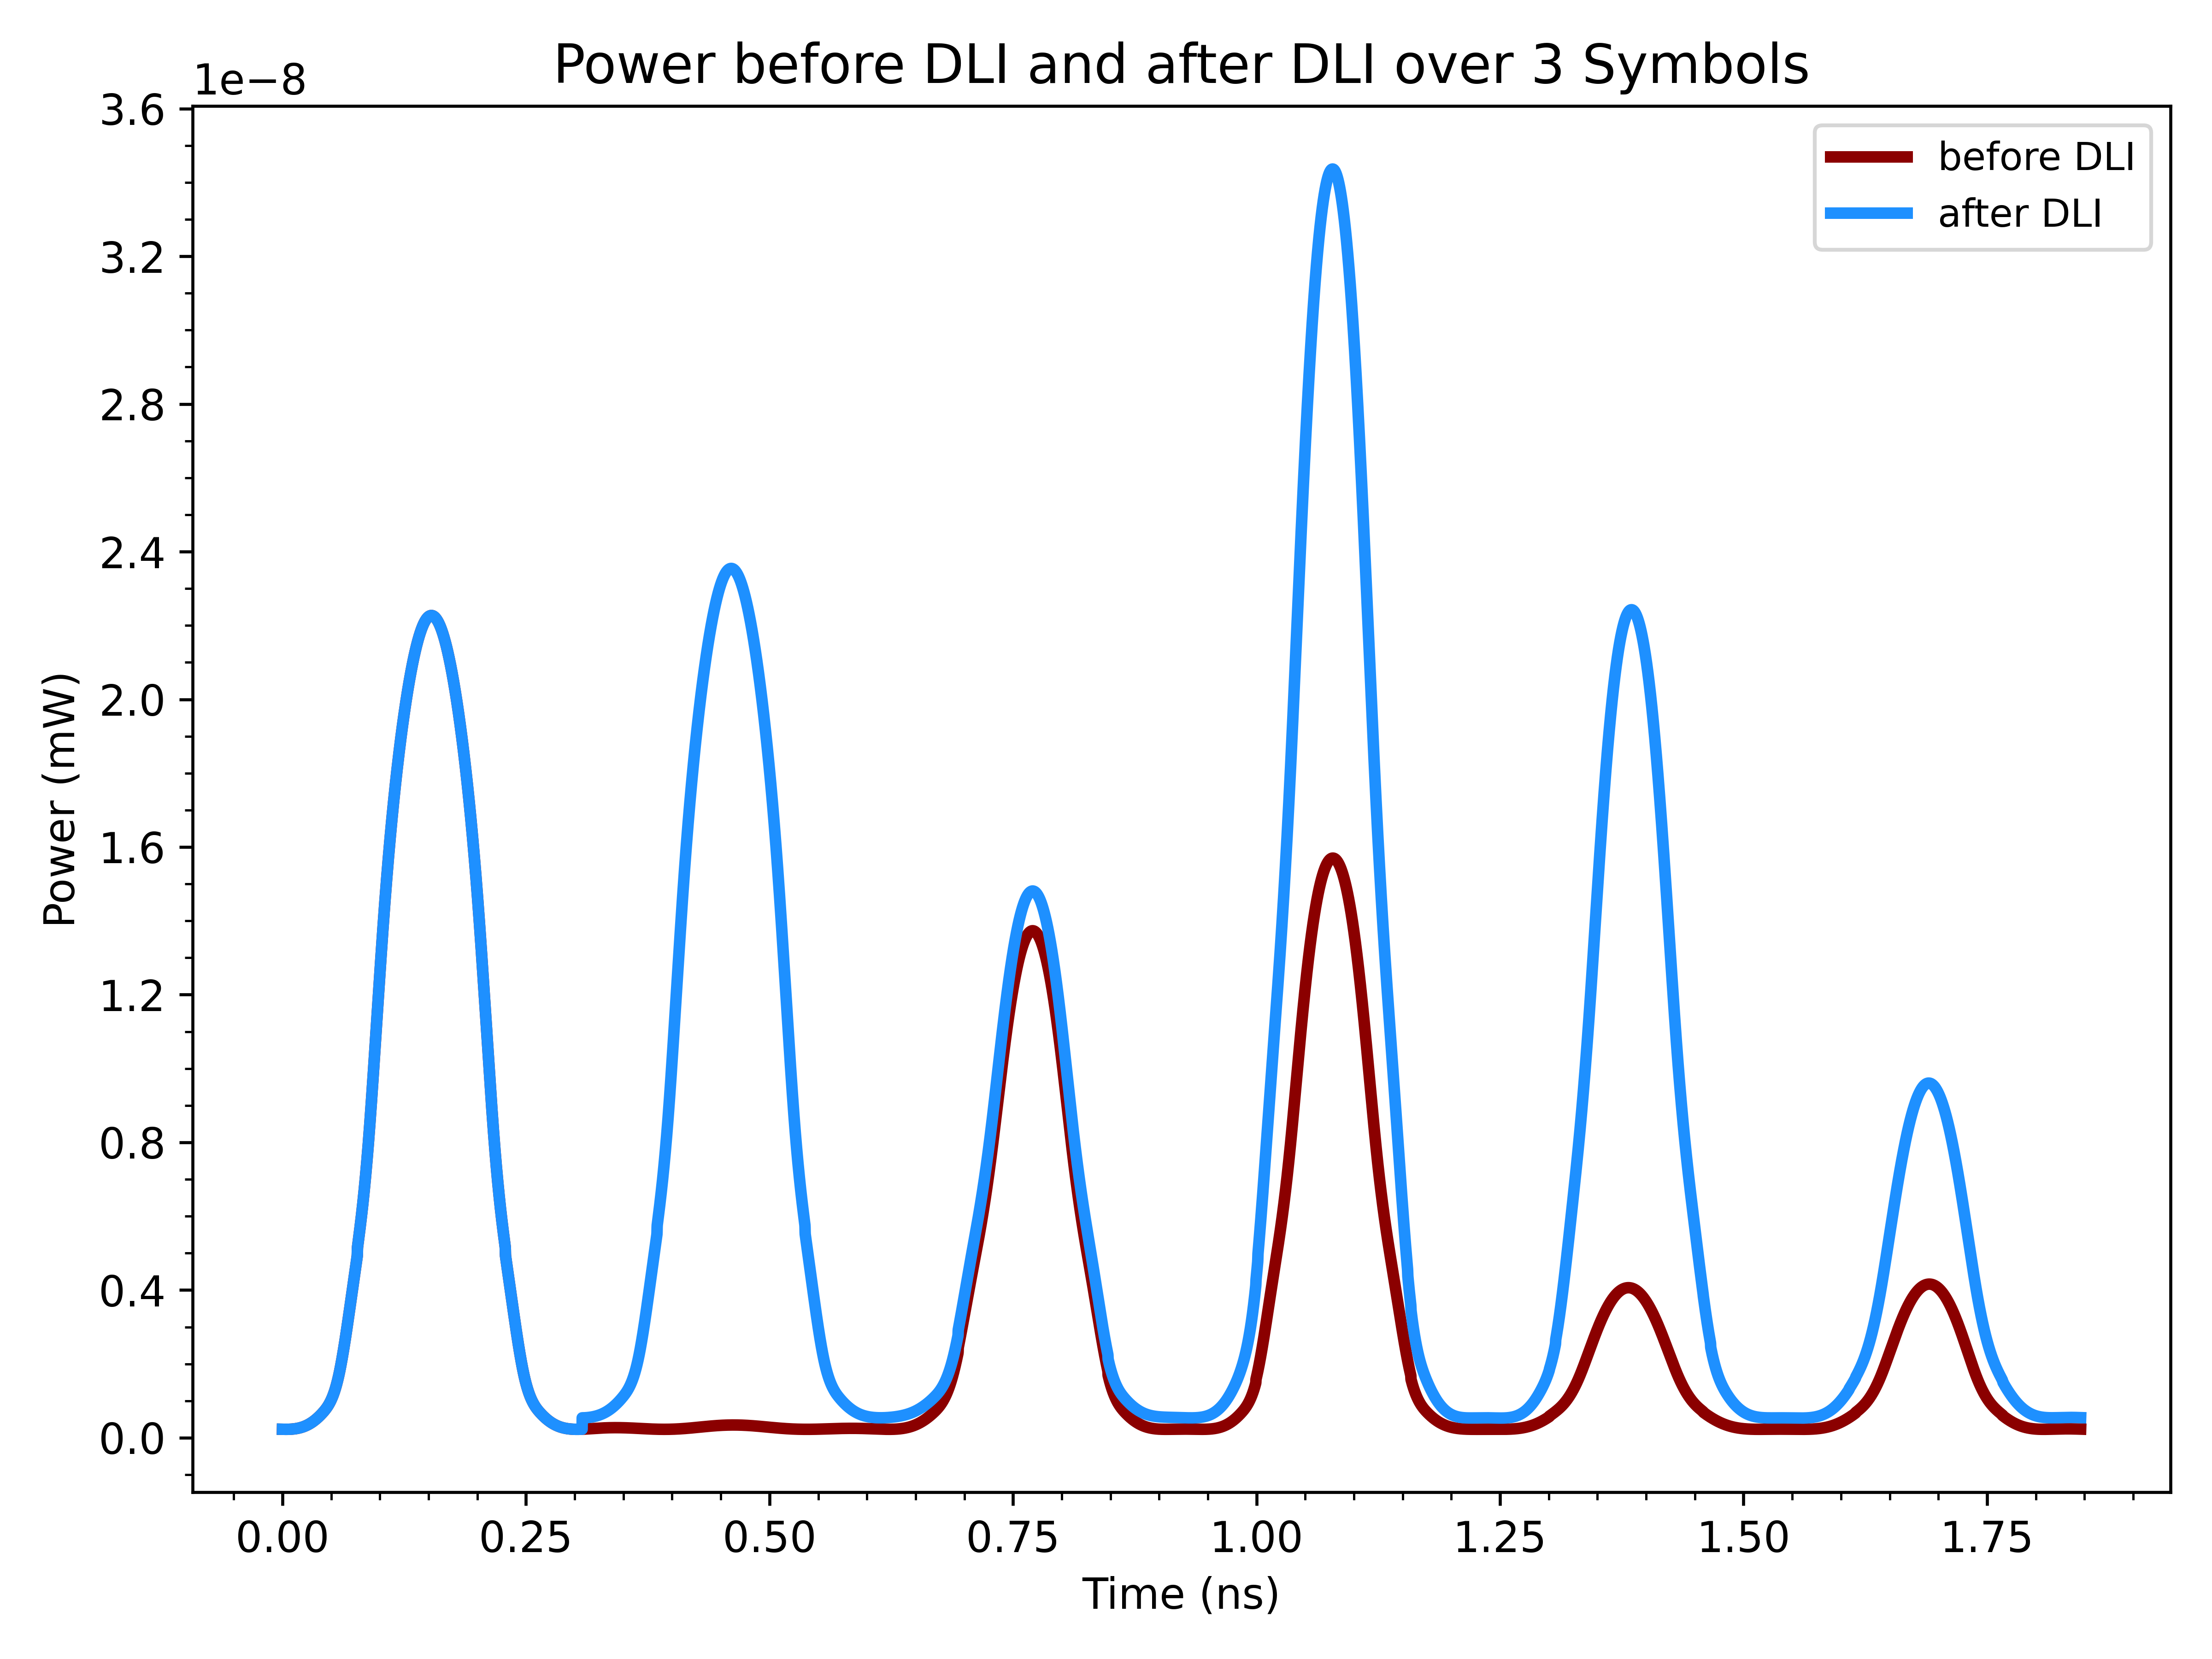 Power before DLI and after DLI over 3 Symbols
1e−8
3.6
3.2
2.8
2.4
2.0
1.6
1.2
0.8
0.4
0.0
Power (mW)
before DLI
after DLI
0.00 0.25 0.50 0.75 1.00 1.25 1.50 1.75
Time (ns)